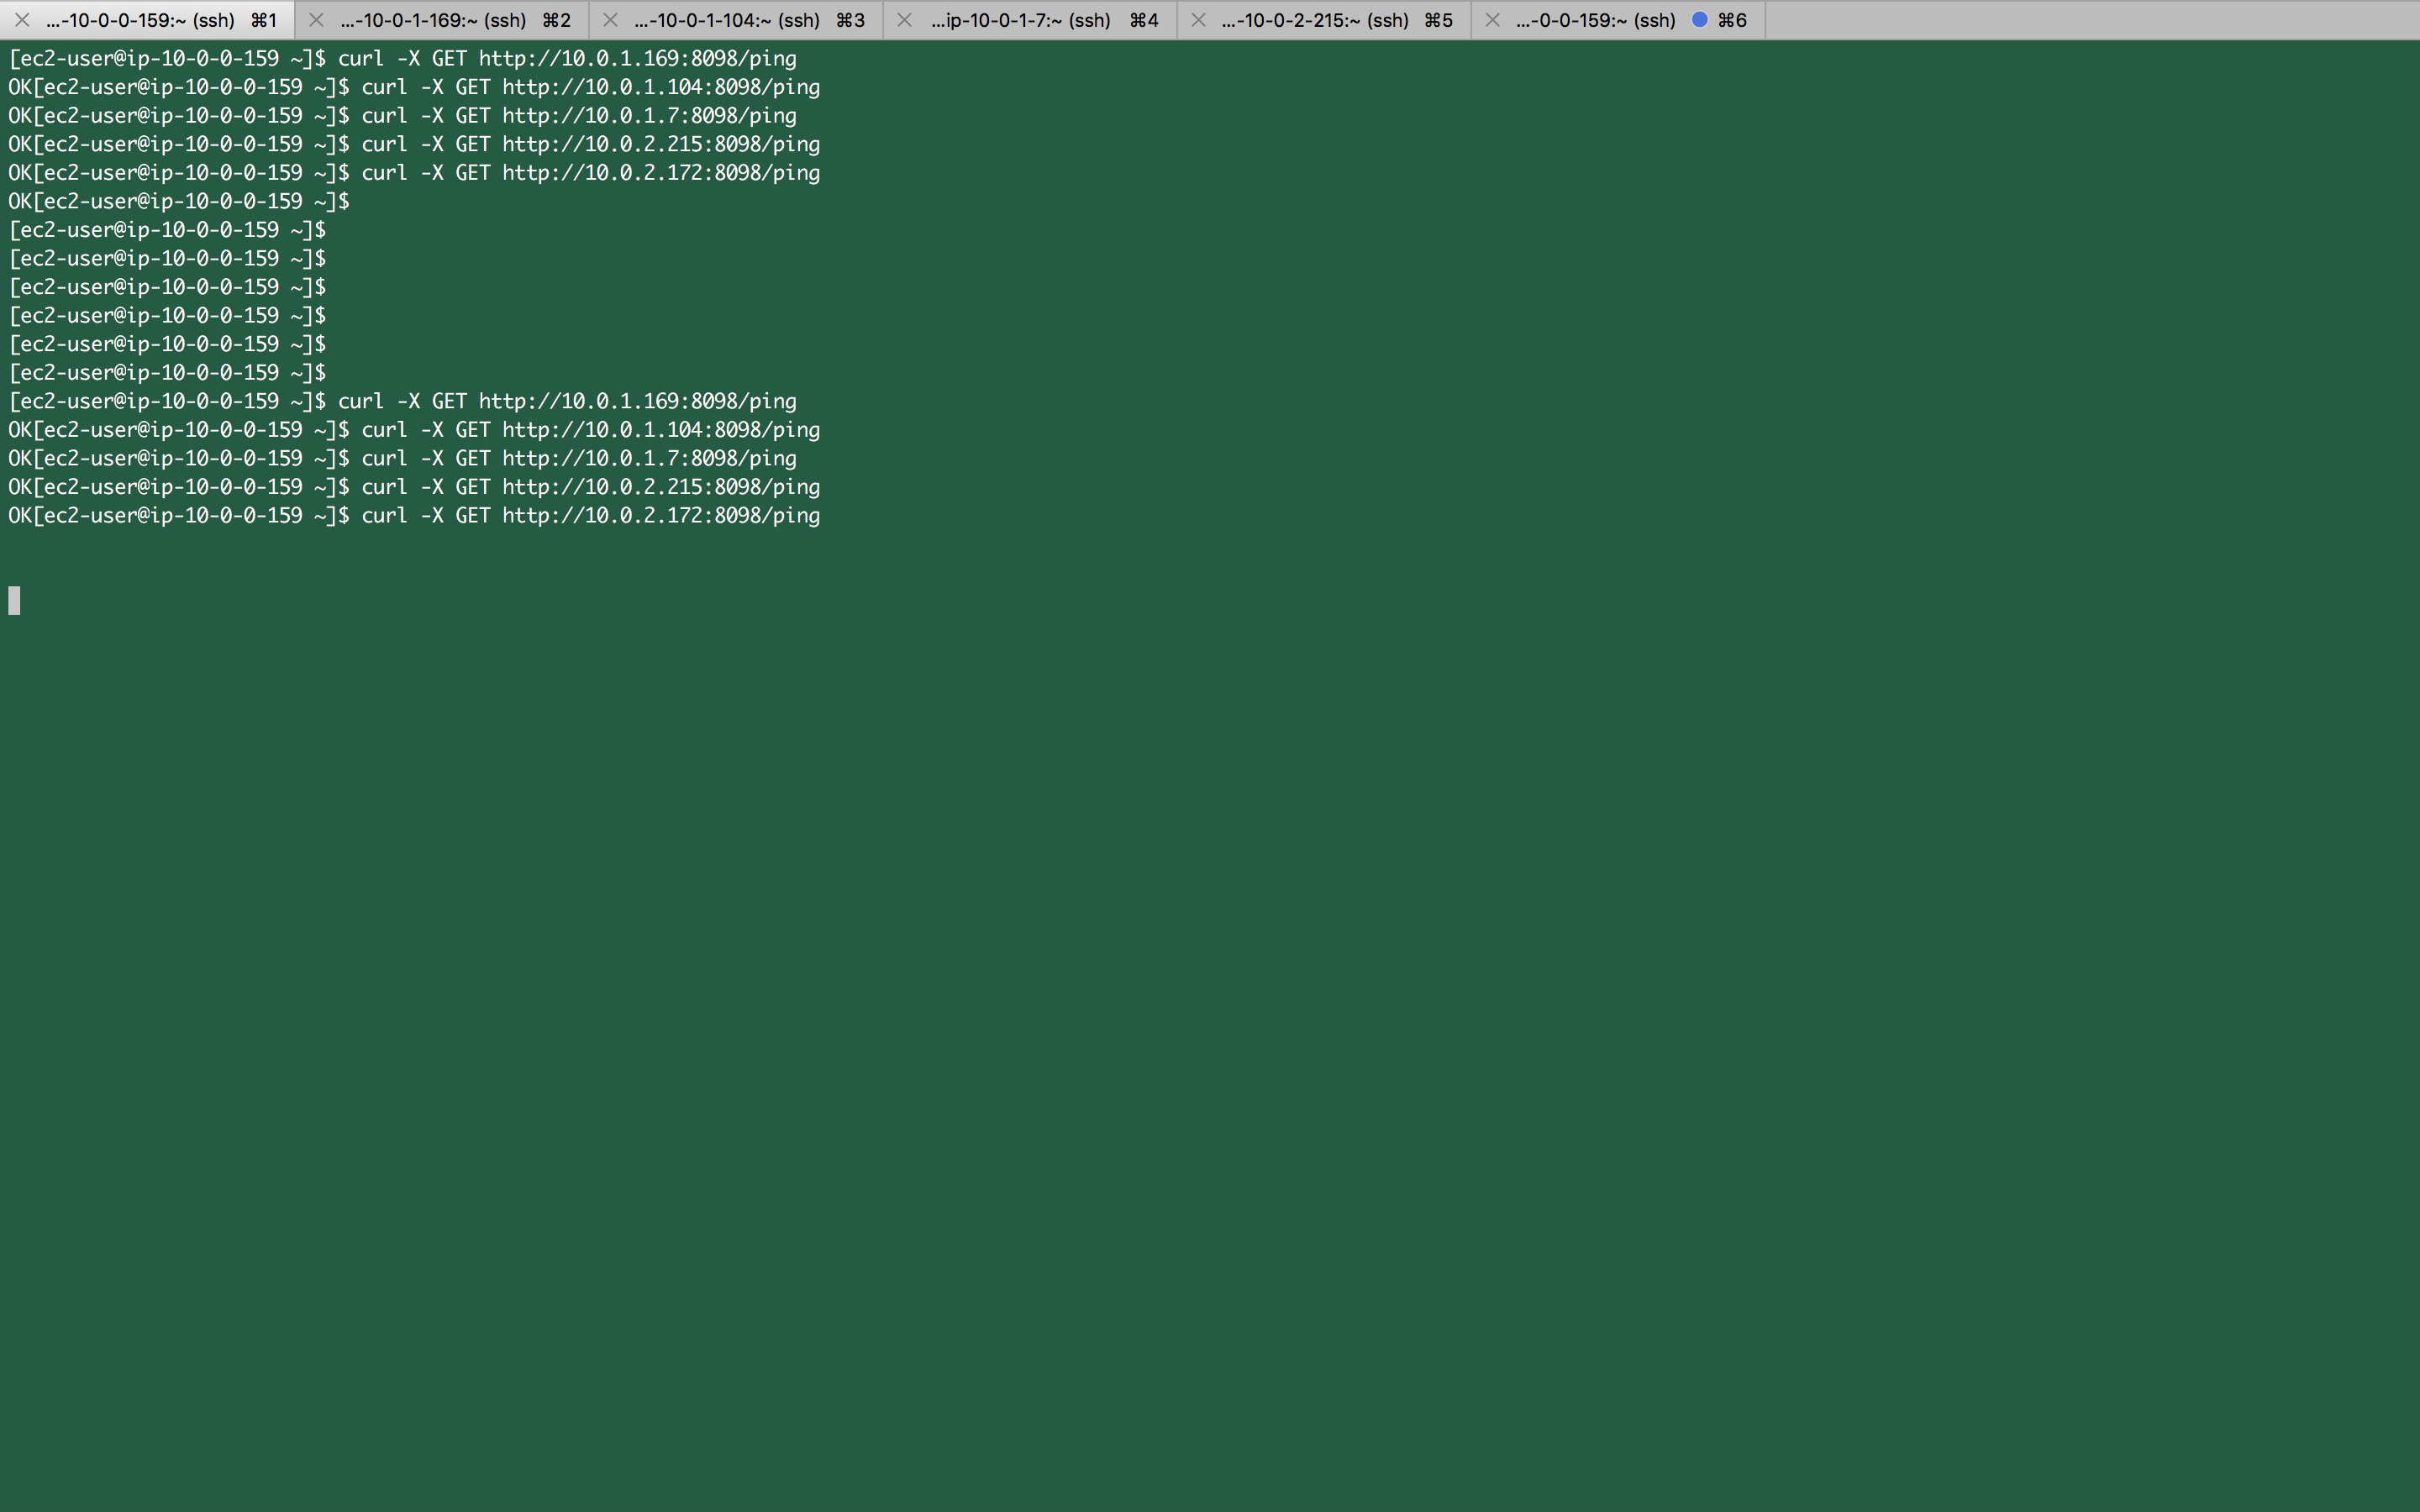 ...-10-0-0-159:~ (ssh) ⌘1 ...-10-0-1-169:~ (ssh) ⌘2 ...-10-0-1-104:~ (ssh) ⌘3 ...ip-10-0-1-7:~ (ssh) ⌘4 ...-10-0-2-215:~ (ssh) ⌘5 ...-0-0-159:~ (ssh) ⌘6
[ec2-user@ip-10-0-0-159 ~]$ curl -X GET http://10.0.1.169:8098/ping
OK[ec2-user@ip-10-0-0-159 ~]$ curl -X GET http://10.0.1.104:8098/ping
OK[ec2-user@ip-10-0-0-159 ~]$ curl -X GET http://10.0.1.7:8098/ping
OK[ec2-user@ip-10-0-0-159 ~]$ curl -X GET http://10.0.2.215:8098/ping
OK[ec2-user@ip-10-0-0-159 ~]$ curl -X GET http://10.0.2.172:8098/ping
OK[ec2-user@ip-10-0-0-159 ~]$
[ec2-user@ip-10-0-0-159 ~]$
[ec2-user@ip-10-0-0-159 ~]$
[ec2-user@ip-10-0-0-159 ~]$
[ec2-user@ip-10-0-0-159 ~]$
[ec2-user@ip-10-0-0-159 ~]$
[ec2-user@ip-10-0-0-159 ~]$
[ec2-user@ip-10-0-0-159 ~]$ curl -X GET http://10.0.1.169:8098/ping
OK[ec2-user@ip-10-0-0-159 ~]$ curl -X GET http://10.0.1.104:8098/ping
OK[ec2-user@ip-10-0-0-159 ~]$ curl -X GET http://10.0.1.7:8098/ping
OK[ec2-user@ip-10-0-0-159 ~]$ curl -X GET http://10.0.2.215:8098/ping
OK[ec2-user@ip-10-0-0-159 ~]$ curl -X GET http://10.0.2.172:8098/ping